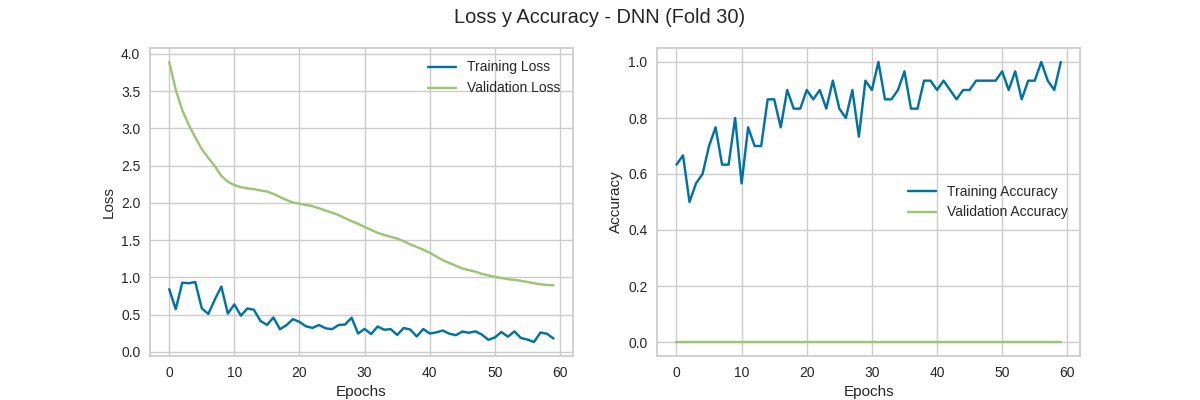 Loss y Accuracy - DNN (Fold 30)
4.0
3.5
3.0
2.5
2.0
1.5
1.0
0.5
0.0
Loss
Training Loss
Validation Loss
0 10 20 30 40 50 60
Epochs
1.0
0.8
0.6
0.4
0.2
0.0
Accuracy
Training Accuracy
Validation Accuracy
0 10 20 30 40 50 60
Epochs